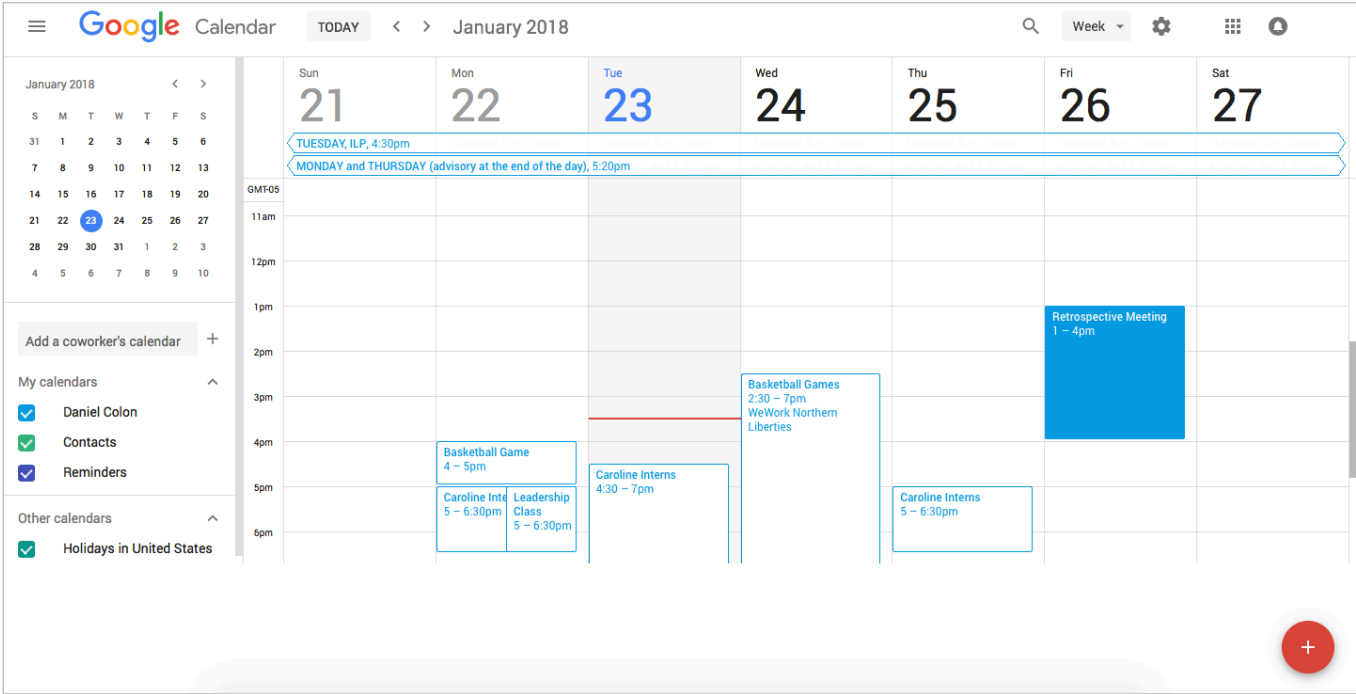 Google Calendar
TODAY
January 2018
Week
January 2018
S M T W T F S
31 1 2 3 4 5 6
7 8 9 10 11 12 13
14 15 16 17 18 19 20
21 22 23 24 25 26 27
28 29 30 31 1 2 3
4 5 6 7 8 9 10
Add a coworker's calendar
My calendars
Daniel Colon
Contacts
Reminders
Other calendars
Holidays in United States
Sun Mon Tue Wed Thu Fri Sat
21 22 23 24 25 26 27
TUESDAY, ILP, 4:30pm
MONDAY and THURSDAY (advisory at the end of the day), 5:20pm
GMT-05
11am
12pm
1pm
2pm
3pm
4pm
5pm
6pm
Basketball Game
4 – 5pm
Caroline Inte
5 – 6:30pm
Leadership
Class
5 – 6:30pm
Caroline Interns
4:30 – 7pm
Basketball Games
2:30 – 7pm
WeWork Northern
Liberties
Caroline Interns
5 – 6:30pm
Retrospective Meeting
1 – 4pm